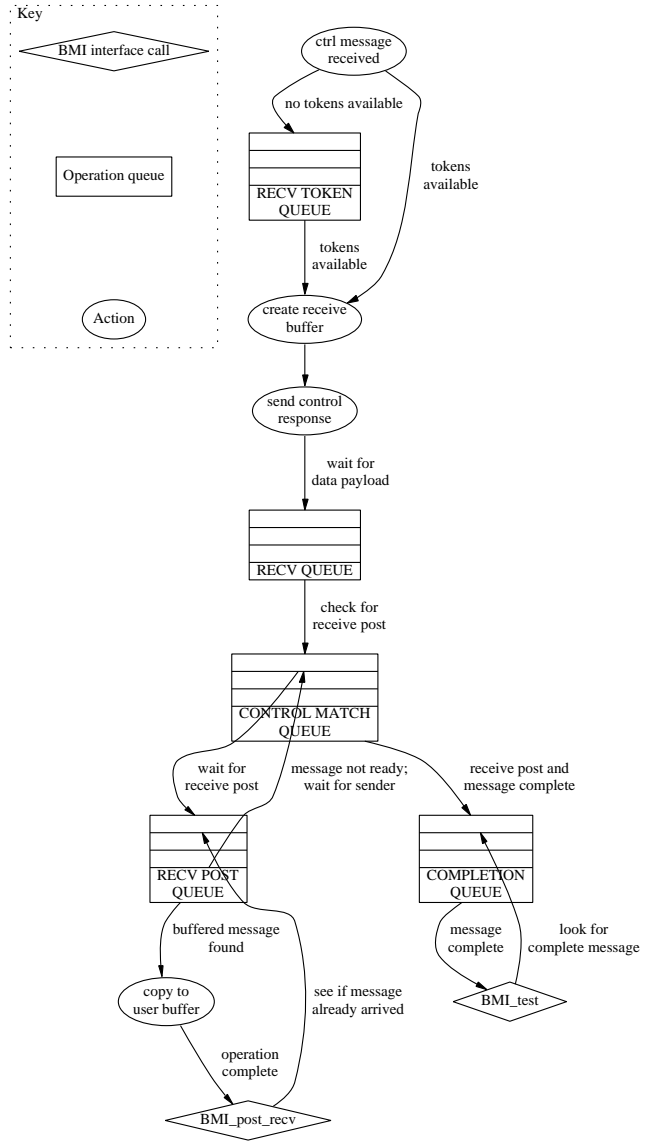 Key
BMI interface call
Operation queue
Action
ctrl message
received
no tokens available
tokens
available
RECV TOKEN
QUEUE
tokens
available
create receive
buffer
send control
response
wait for
data payload
RECV QUEUE
check for
receive post
CONTROL MATCH
QUEUE
wait for
receive post
message not ready;
wait for sender
receive post and
message complete
RECV POST
QUEUE
COMPLETION
QUEUE
buffered message
found
message
complete
look for
complete message
copy to
user buffer
see if message
already arrived
BMI_test
operation
complete
BMI_post_recv